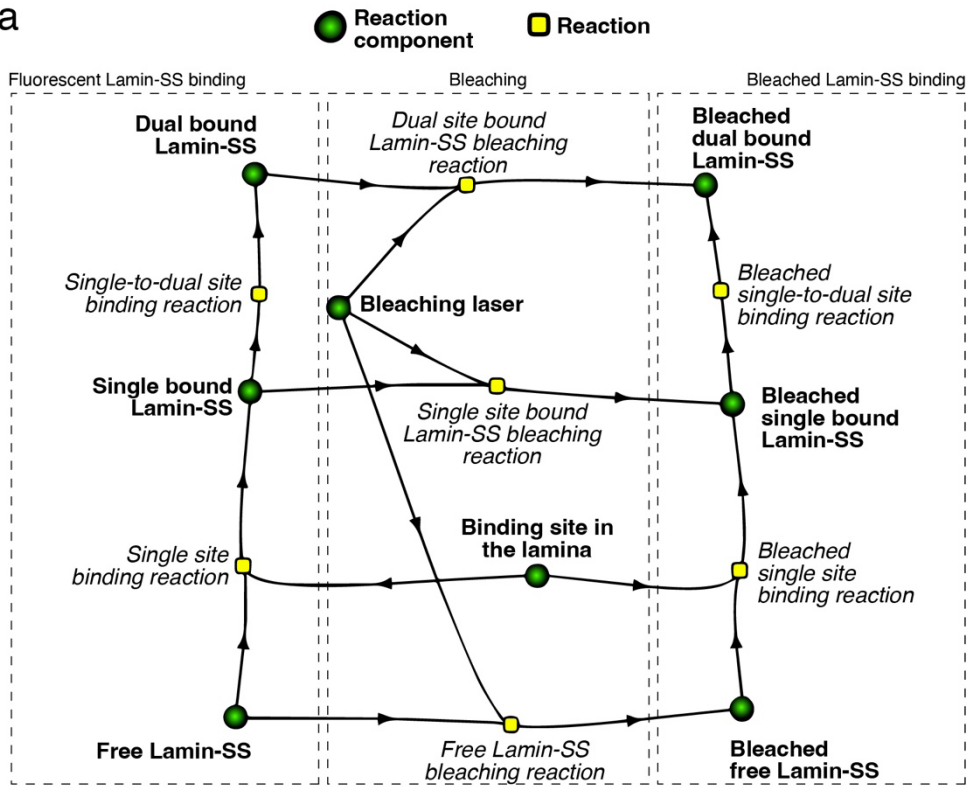 a
Reaction
component
Reaction
Fluorescent Lamin-SS binding
Bleaching
Bleached Lamin-SS binding
Dual bound
Lamin-SS
Dual site bound
Lamin-SS bleaching
reaction
Bleached
dual bound
Lamin-SS
Single-to-dual site
binding reaction
Bleaching laser
Bleached
single-to-dual site
binding reaction
Single bound
Lamin-SS
Single site bound
Lamin-SS bleaching
reaction
Bleached
single bound
Lamin-SS
Single site
binding reaction
Binding site in
the lamina
Bleached
single site
binding reaction
Free Lamin-SS
Free Lamin-SS
bleaching reaction
Bleached
free Lamin-SS